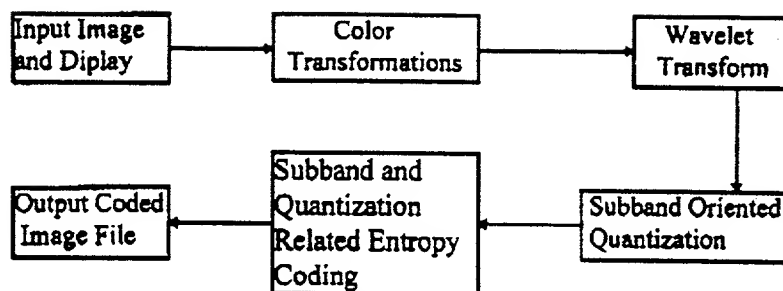 Input Image
and Diplay
Color
Transformations
Wavelet
Transform
Subband Oriented
Quantization
Subband and
Quantization
Related Entropy
Coding
Output Coded
Image File